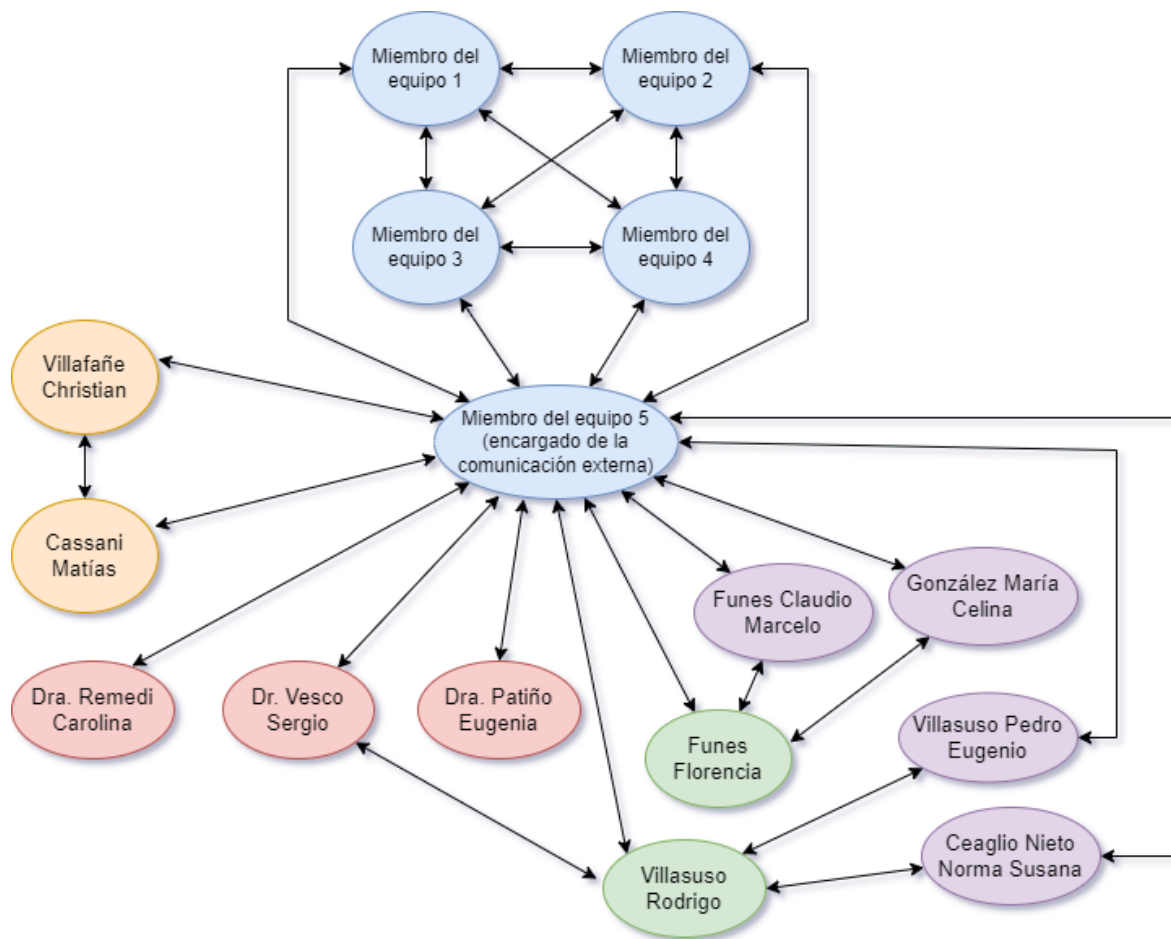 Miembro del
equipo 1
Miembro del
equipo 2
Miembro del
equipo 3
Miembro del
equipo 4
Villafañe
Christian
Miembro del equipo 5
(encargado de la
comunicación externa)
Cassani
Matías
Funes Claudio
Marcelo
González María
Celina
Dra. Remedi
Carolina
Dr. Vesco
Sergio
Dra. Patiño
Eugenia
Funes
Florencia
Villasuso Pedro
Eugenio
Villasuso
Rodrigo
Ceaglio Nieto
Norma Susana